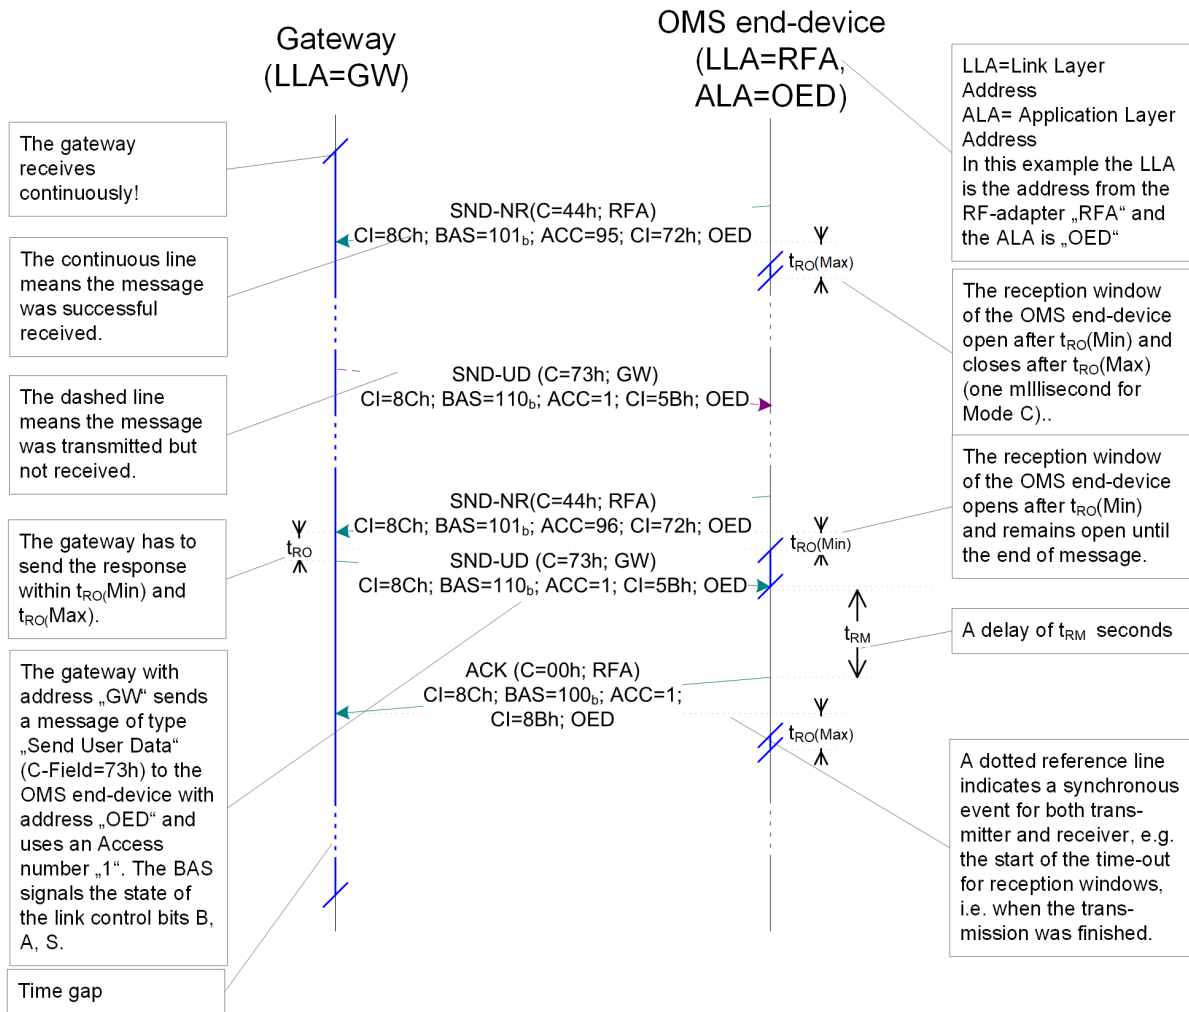 Gateway
(LLA=GW)
OMS end-device
(LLA=RFA,
ALA=OED)
LLA=Link Layer
Address
ALA= Application Layer
Address
In this example the LLA
is the address from the
RF-adapter „RFA“ and
the ALA is „OED“
The gateway
receives
continuously!
SND-NR(C=44h; RFA)
CI=8Ch; BAS=101b; ACC=95; CI=72h; OED
tRO(Max)
The continuous line
means the message
was successful
received.
The reception window
of the OMS end-device
open after tRO(Min) and
closes after tRO(Max)
(one mIllisecond for
Mode C)..
SND-UD (C=73h; GW)
CI=8Ch; BAS=110b; ACC=1; CI=5Bh; OED
The dashed line
means the message
was transmitted but
not received.
The reception window
of the OMS end-device
opens after tRO(Min)
and remains open until
the end of message.
SND-NR(C=44h; RFA)
CI=8Ch; BAS=101b; ACC=96; CI=72h; OED
tRO
tRO(Min)
The gateway has to
send the response
within tRO(Min) and
tRO(Max).
SND-UD (C=73h; GW)
CI=8Ch; BAS=110b; ACC=1; CI=5Bh; OED
tRM
A delay of tRM seconds
The gateway with
address „GW“ sends
a message of type
„Send User Data“
(C-Field=73h) to the
OMS end-device with
address „OED“ and
uses an Access
number „1“. The BAS
signals the state of
the link control bits B,
A, S.
ACK (C=00h; RFA)
CI=8Ch; BAS=100b; ACC=1;
CI=8Bh; OED
tRO(Max)
A dotted reference line
indicates a synchronous
event for both trans-
mitter and receiver, e.g.
the start of the time-out
for reception windows,
i.e. when the trans-
mission was finished.
Time gap